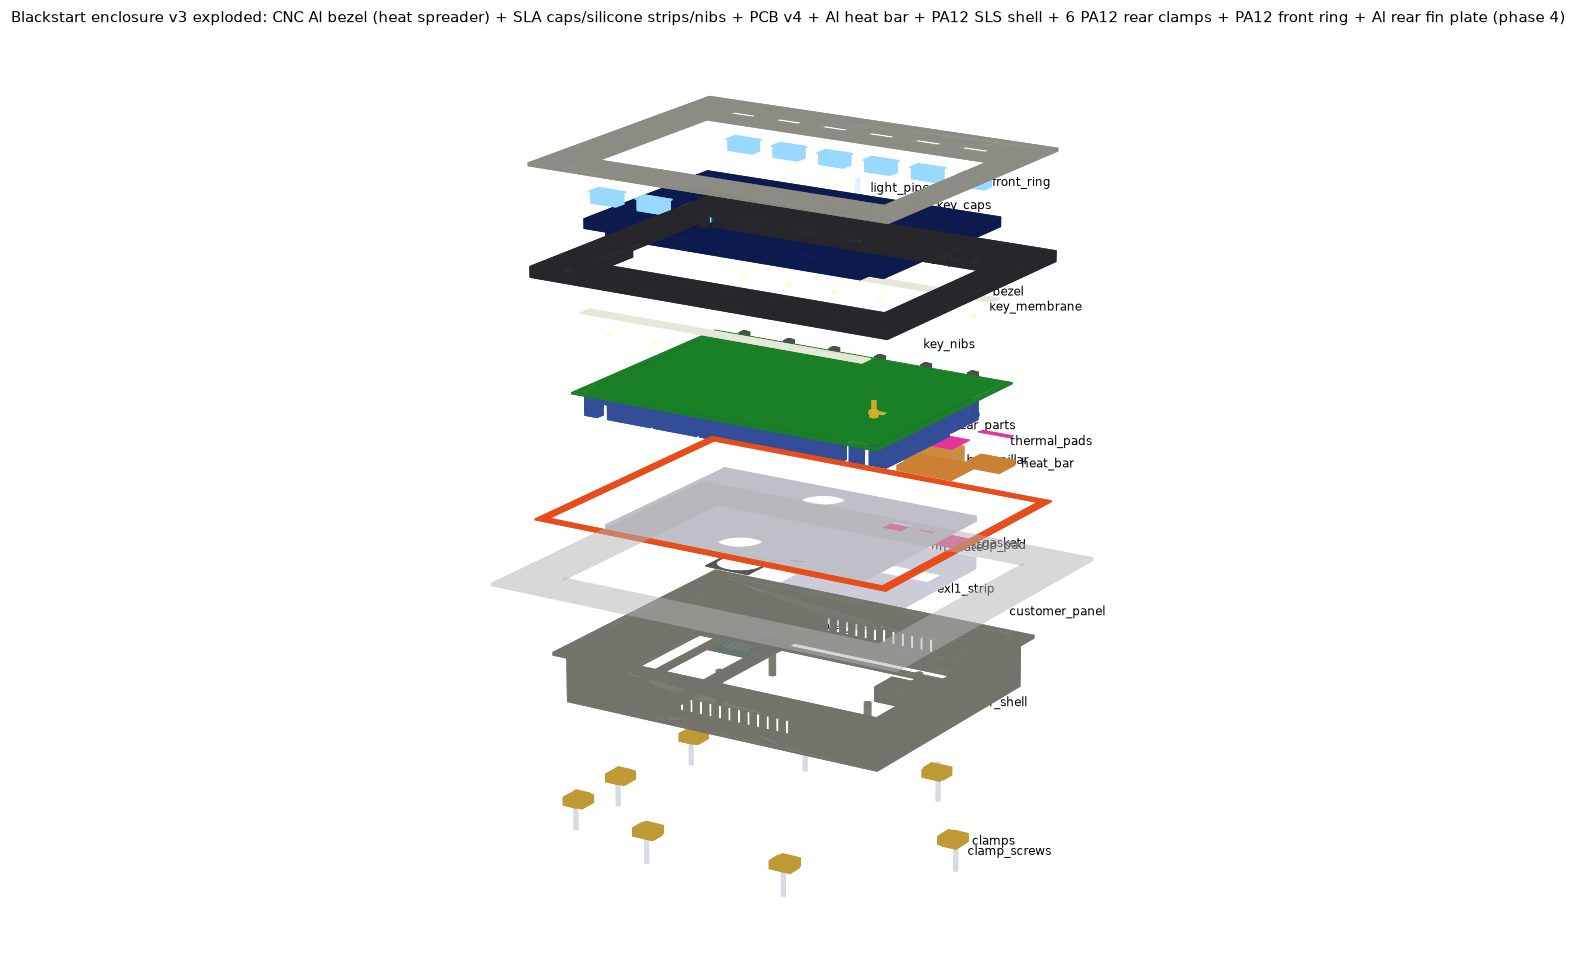 Blackstart enclosure v3 exploded: CNC Al bezel (heat spreader) + SLA caps/silicone strips/nibs + PCB v4 + Al heat bar + PA12 SLS shell + 6 PA12 rear clamps + PA12 front ring + Al rear fin plate (phase 4)
front_ring
key_caps
bezel
key_membrane
key_nibs
thermal_pads
heat_bar
gasket
exl1_strip
customer_panel
clamps
clamp_screws